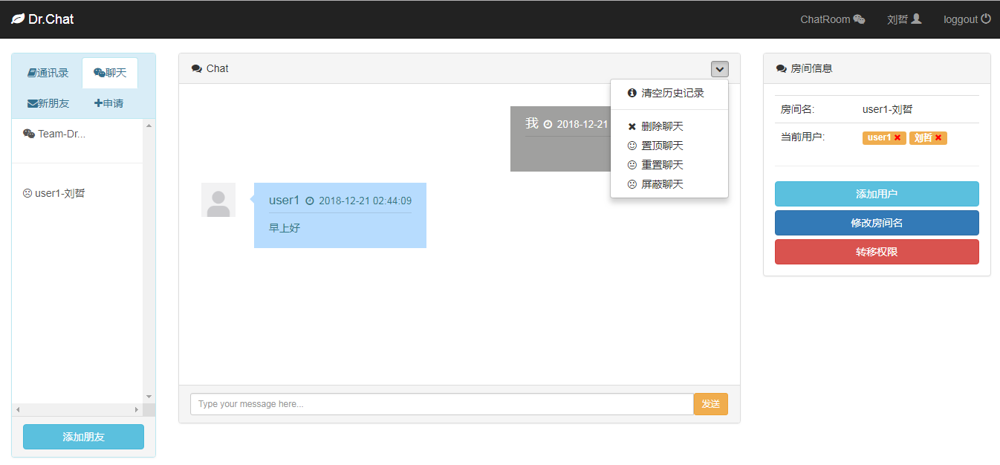 Dr.Chat
ChatRoom 刘哲 loggout
通讯录 聊天
新朋友 申请
Team-Dr...
user1-刘哲
添加朋友
Chat
清空历史记录
删除聊天
置顶聊天
重置聊天
屏蔽聊天
我 2018-12-21
user1 2018-12-21 02:44:09
早上好
Type your message here...
发送
房间信息
房间名: user1-刘哲
当前用户: user1 刘哲
添加用户
修改房间名
转移权限